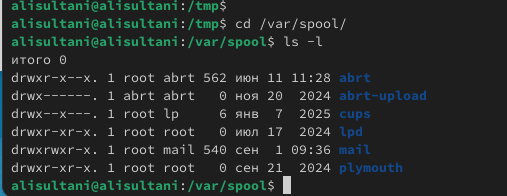 alisultani@alisultani:/tmp$
alisultani@alisultani:/tmp$ cd /var/spool/
alisultani@alisultani:/var/spool$ ls -l
итого 0
drwxr-x--x. 1 root abrt 562 июн 11 11:28 abrt
drwx------. 1 abrt abrt   0 ноя 20  2024 abrt-upload
drwx--x---. 1 root lp     6 янв  7  2025 cups
drwxr-xr-x. 1 root root   0 июл 17  2024 lpd
drwxrwxr-x. 1 root mail 540 сен  1 09:36 mail
drwxr-xr-x. 1 root root   0 сен 21  2024 plymouth
alisultani@alisultani:/var/spool$